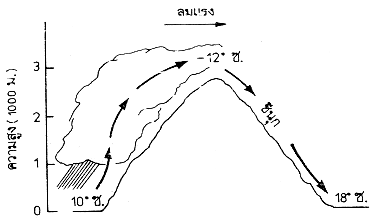 ลมแรง
ความสูง (1000 ม.)
3
2
1
0
-12° ซ.
ชีนุก
10° ซ.
18° ซ.